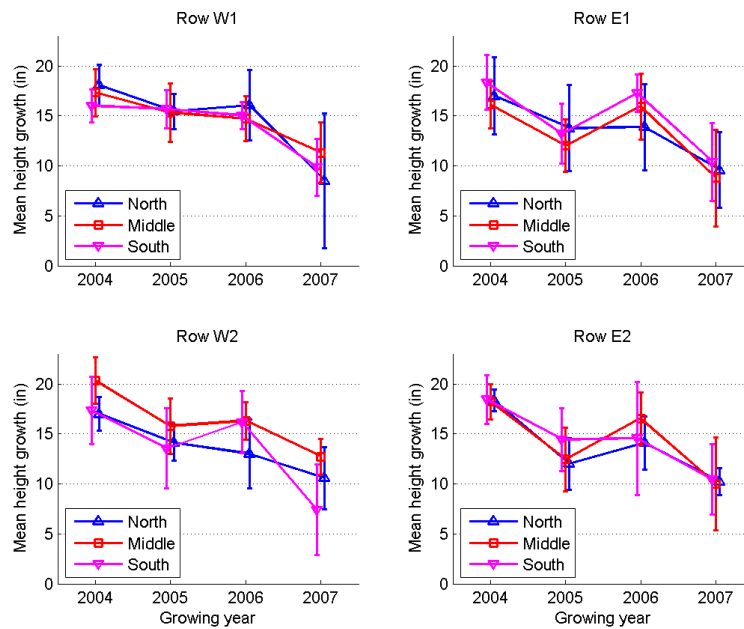 Row W1
Mean height growth (in)
20
15
10
5
0
North
Middle
South
2004 2005 2006 2007
Row E1
Mean height growth (in)
20
15
10
5
0
North
Middle
South
2004 2005 2006 2007
Row W2
Mean height growth (in)
20
15
10
5
0
North
Middle
South
2004 2005 2006 2007
Growing year
Row E2
Mean height growth (in)
20
15
10
5
0
North
Middle
South
2004 2005 2006 2007
Growing year